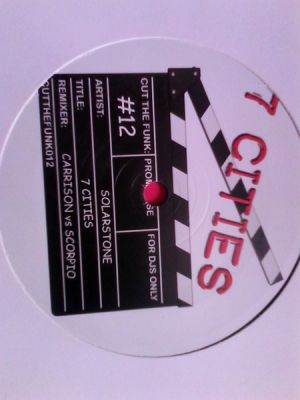 7 CITIES
CUT THE FUNK: PROMO USE FOR DJS ONLY
#12
ARTIST: SOLARSTONE
TITLE: 7 CITIES
REMIXER: CARRISON vs SCORPIO
CUTTHEFUNK012